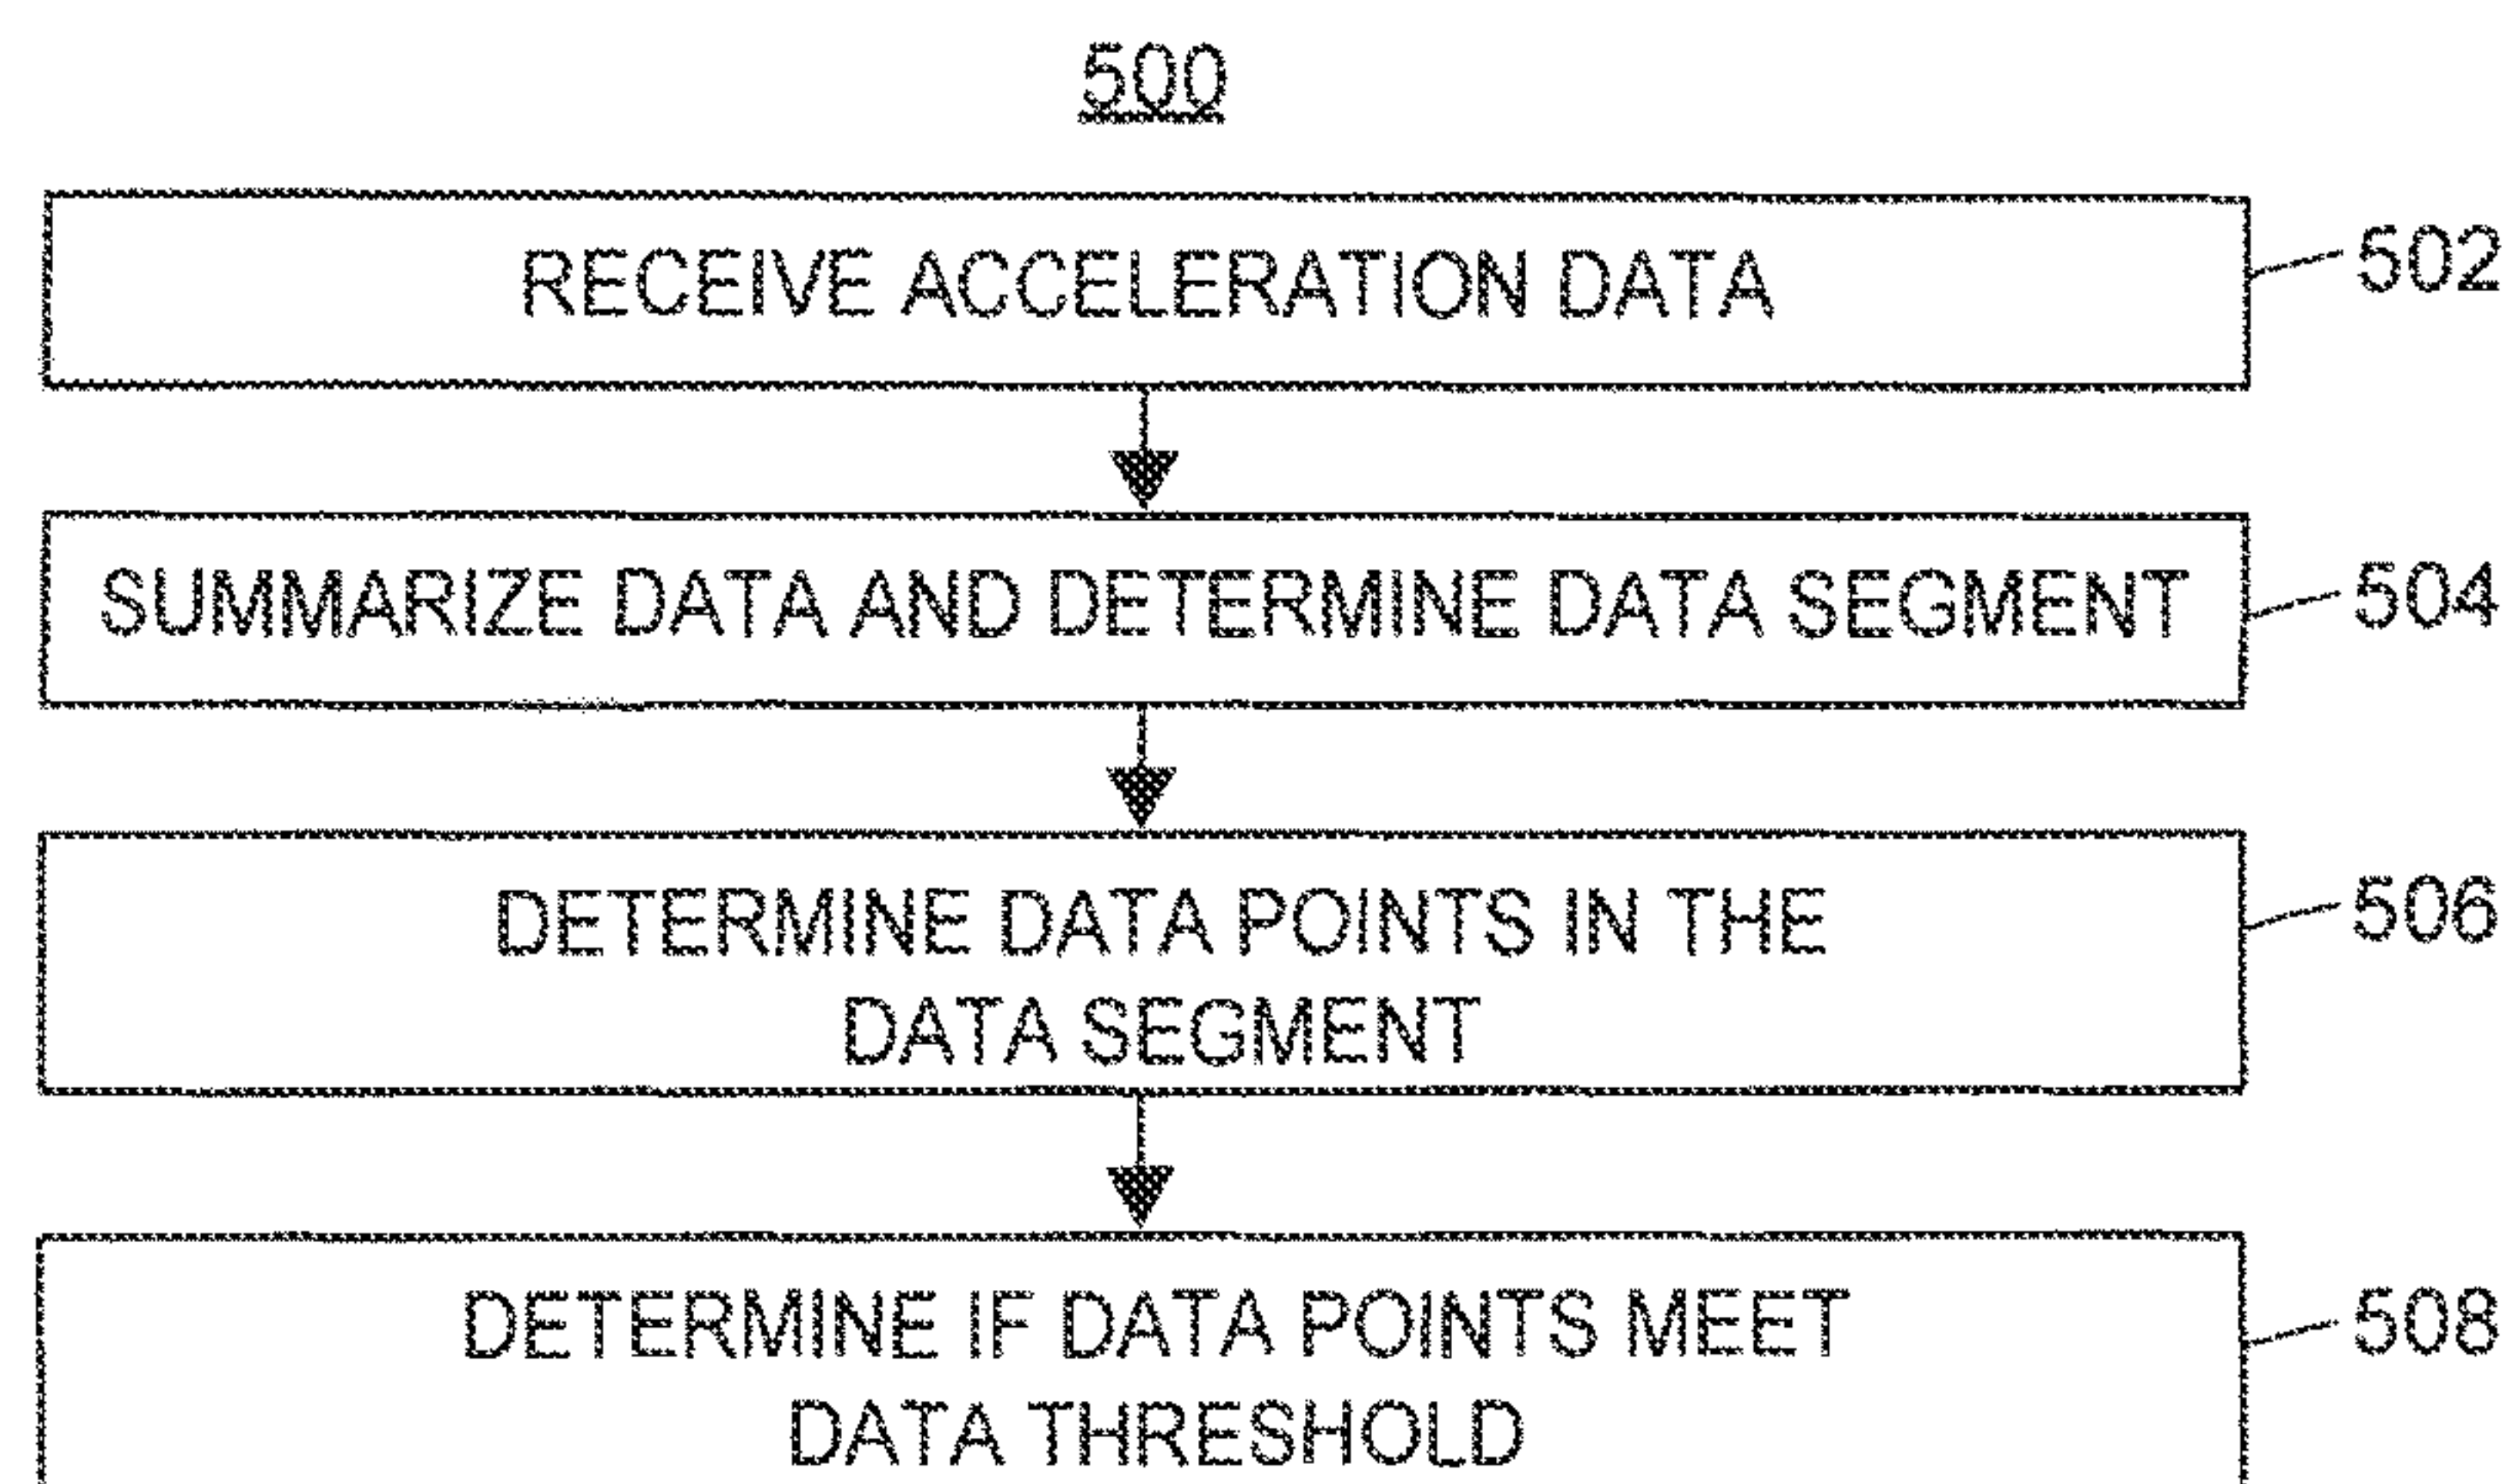 500
RECEIVE ACCELERATION DATA
502
SUMMARIZE DATA AND DETERMINE DATA SEGMENT
504
DETERMINE DATA POINTS IN THE
DATA SEGMENT
506
DETERMINE IF DATA POINTS MEET
DATA THRESHOLD
508